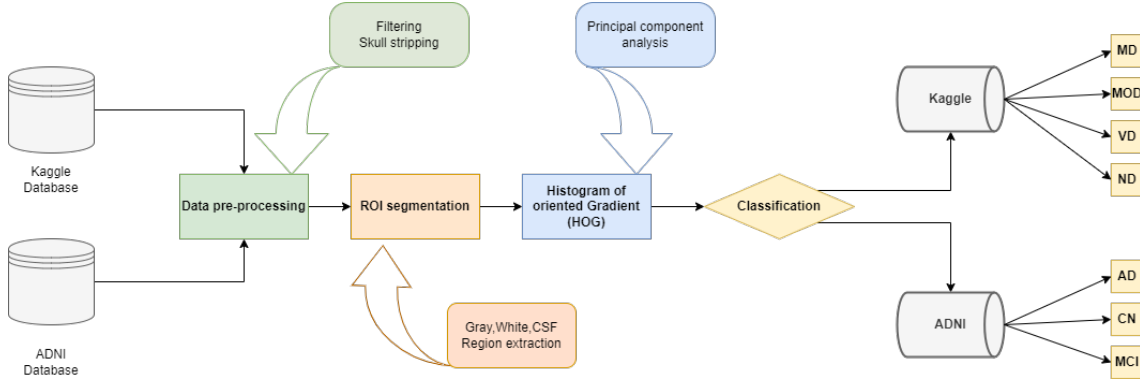 Filtering
Skull stripping
Principal component
analysis
Kaggle
Database
Data pre-processing
ROI segmentation
Histogram of
oriented Gradient
(HOG)
Classification
Kaggle
MD
MOD
VD
ND
ADNI
Database
Gray,White,CSF
Region extraction
ADNI
AD
CN
MCI